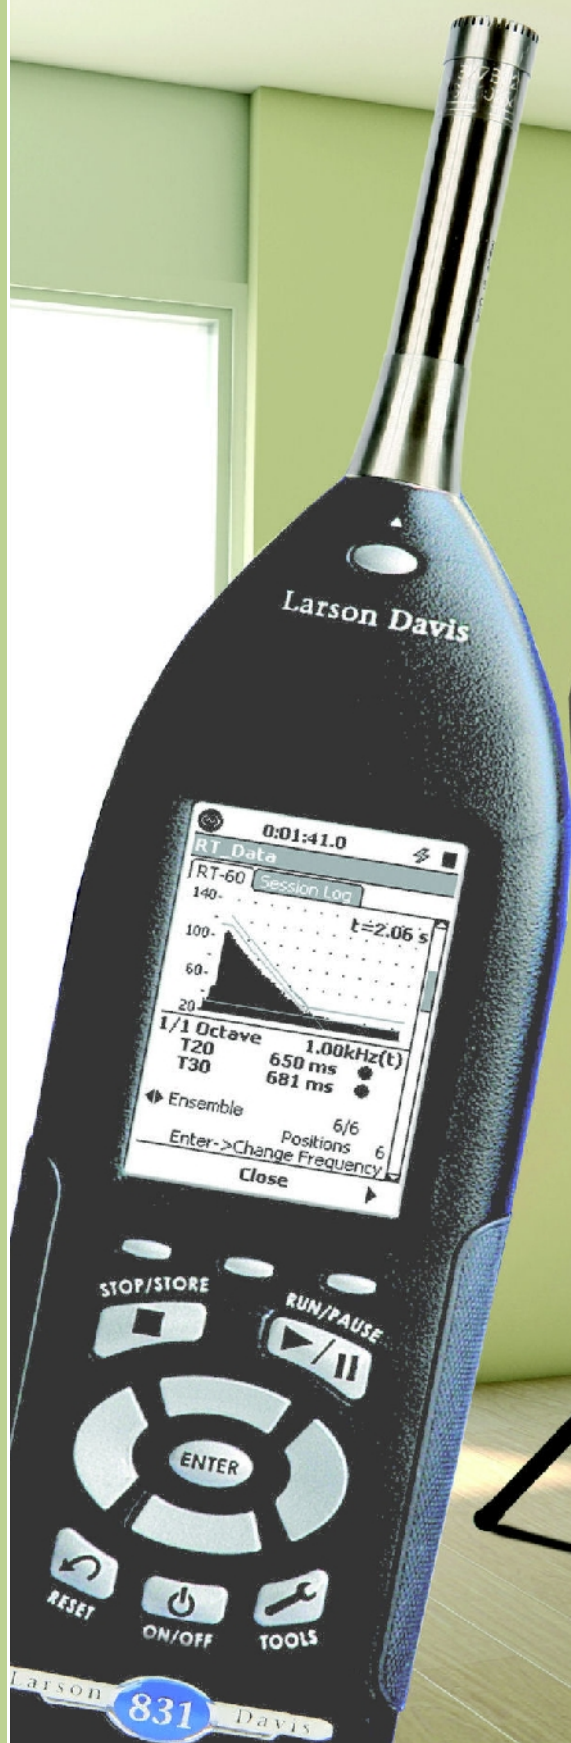 377B02
Larson Davis
0:01:41.0
RT_Data
RT-60 Session Log
140-
t=2.06 s
100-
60-
20
1/1 Octave 1.00kHz(t)
T20 650 ms
T30 681 ms
Ensemble 6/6
Positions 6
Enter->Change Frequency
Close
STOP/STORE
RUN/PAUSE
ENTER
RESET
ON/OFF
TOOLS
Larson 831 Davis